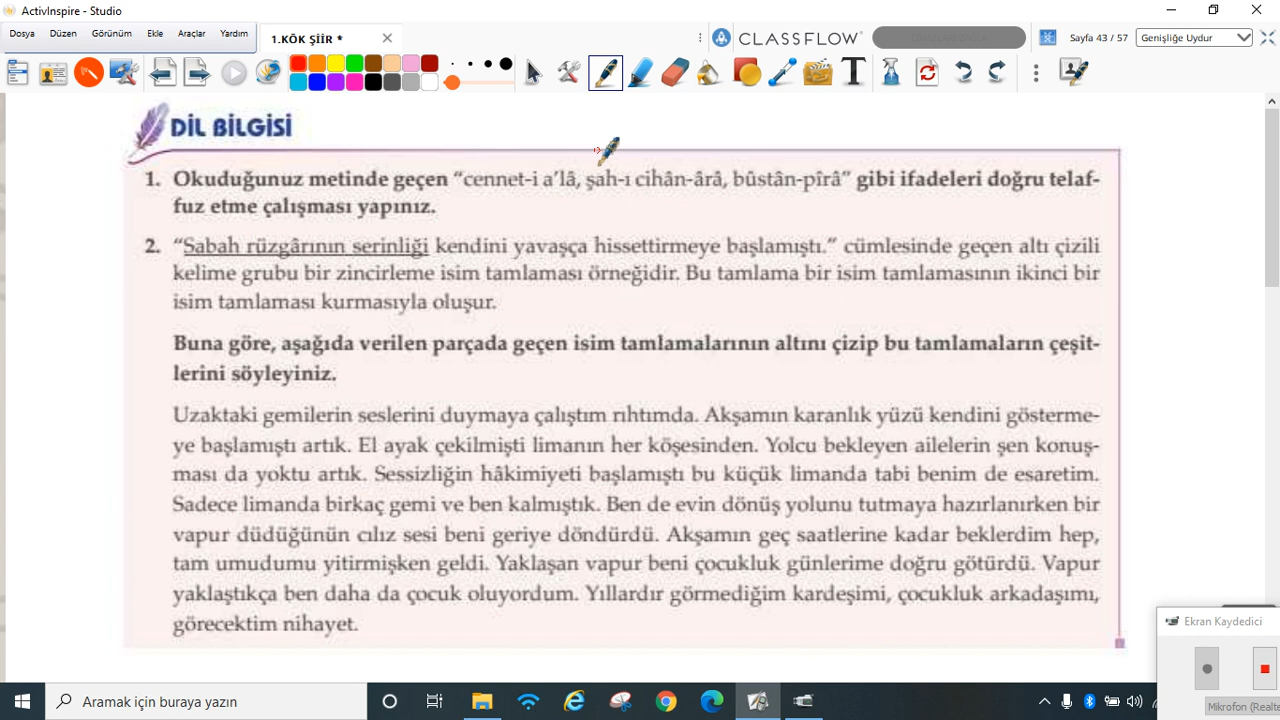 ActivInspire - Studio
Dosya Düzen Görünüm Ekle Araçlar Yardım
1.KÖK ŞİİR *
CLASSFLOW
Sayfa 43 / 57
Genişliğe Uydur
DİL BİLGİSİ
1. Okuduğunuz metinde geçen “cennet-i a’lâ, şah-ı cihân-ârâ, bûstân-pîrâ” gibi ifadeleri doğru telaf-
fuz etme çalışması yapınız.
2. “Sabah rüzgârının serinliği kendini yavaşça hissettirmeye başlamıştı.” cümlesinde geçen altı çizili
kelime grubu bir zincirleme isim tamlaması örneğidir. Bu tamlama bir isim tamlamasının ikinci bir
isim tamlaması kurmasıyla oluşur.
Buna göre, aşağıda verilen parçada geçen isim tamlamalarının altını çizip bu tamlamaların çeşit-
lerini söyleyiniz.
Uzaktaki gemilerin seslerini duymaya çalıştım rıhtımda. Akşamın karanlık yüzü kendini gösterme-
ye başlamıştı artık. El ayak çekilmişti limanın her köşesinden. Yolcu bekleyen ailelerin şen konuş-
ması da yoktu artık. Sessizliğin hâkimiyeti başlamıştı bu küçük limanda tabi benim de esaretim.
Sadece limanda birkaç gemi ve ben kalmıştık. Ben de evin dönüş yolunu tutmaya hazırlanırken bir
vapur düdüğünün cılız sesi beni geriye döndürdü. Akşamın geç saatlerine kadar beklerdim hep,
tam umudumu yitirmişken geldi. Yaklaşan vapur beni çocukluk günlerime doğru götürdü. Vapur
yaklaştıkça ben daha da çocuk oluyordum. Yıllardır görmediğim kardeşimi, çocukluk arkadaşımı,
görecektim nihayet.
Ekran Kaydedici
Mikrofon (Realte
Aramak için buraya yazın